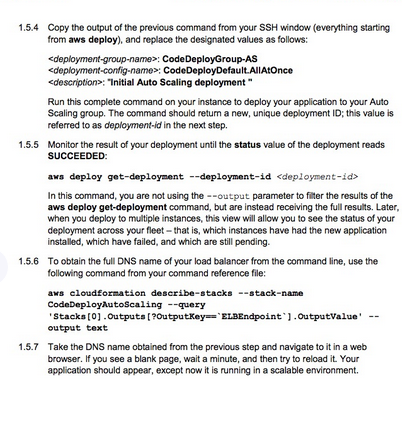 1.5.4 Copy the output of the previous command from your SSH window (everything starting
from aws deploy), and replace the designated values as follows:
<deployment-group-name>: CodeDeployGroup-AS
<deployment-config-name>: CodeDeployDefault.AllAtOnce
<description>: "Initial Auto Scaling deployment "
Run this complete command on your instance to deploy your application to your Auto
Scaling group. The command should return a new, unique deployment ID; this value is
referred to as deployment-id in the next step.
1.5.5 Monitor the result of your deployment until the status value of the deployment reads
SUCCEEDED:
aws deploy get-deployment --deployment-id <deployment-id>
In this command, you are not using the --output parameter to filter the results of the
aws deploy get-deployment command, but are instead receiving the full results. Later,
when you deploy to multiple instances, this view will allow you to see the status of your
deployment across your fleet – that is, which instances have had the new application
installed, which have failed, and which are still pending.
1.5.6 To obtain the full DNS name of your load balancer from the command line, use the
following command from your command reference file:
aws cloudformation describe-stacks --stack-name
CodeDeployAutoScaling --query
'Stacks[0].Outputs[?OutputKey==`ELBEndpoint`].OutputValue' --
output text
1.5.7 Take the DNS name obtained from the previous step and navigate to it in a web
browser. If you see a blank page, wait a minute, and then try to reload it. Your
application should appear, except now it is running in a scalable environment.